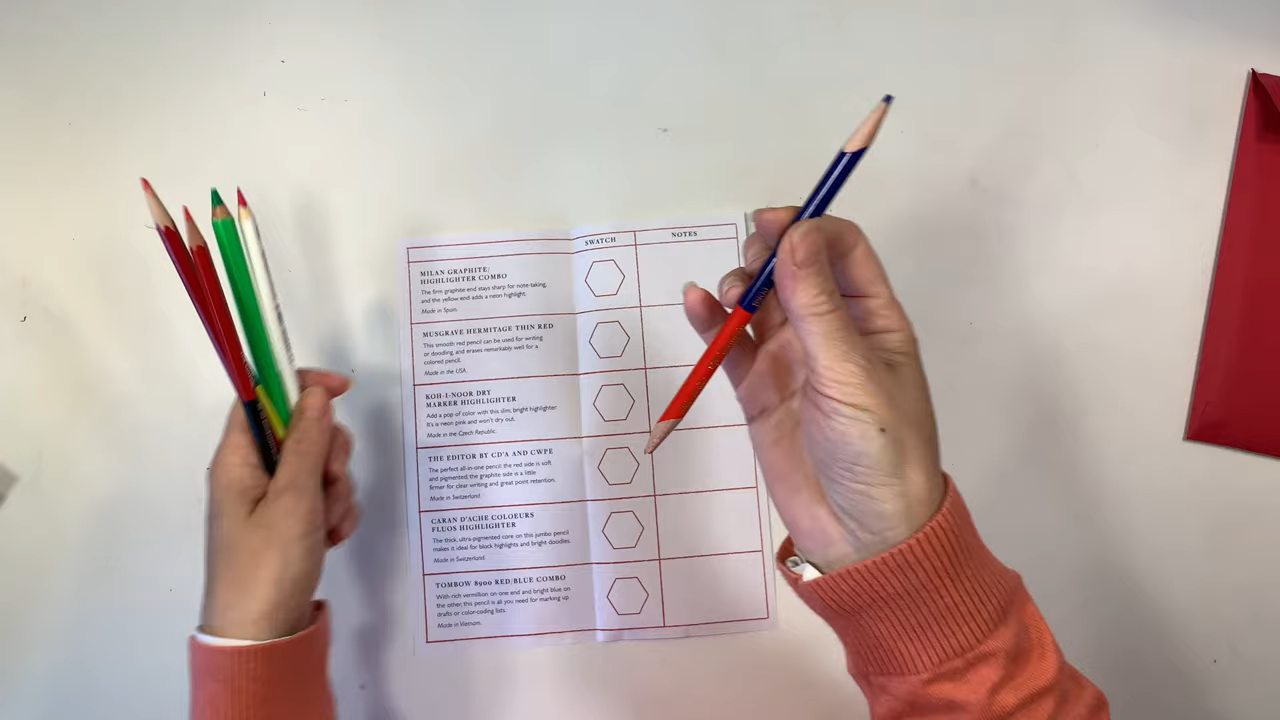 SWATCH NOTES
MILAN GRAPHITE/
HIGHLIGHTER COMBO
The firm graphite end stays sharp for note-taking,
and the yellow end adds a neon highlight.
Made in Spain.
MUSGRAVE HERMITAGE THIN RED
This smooth red pencil can be used for writing
or doodling, and erases remarkably well for a
colored pencil.
Made in the USA.
KOH-I-NOOR DRY
MARKER HIGHLIGHTER
Add a pop of color with this slim, bright highlighter.
It's a neon pink and won't dry out.
Made in the Czech Republic.
THE EDITOR BY CD'A AND CWPE
The perfect all-in-one pencil: the red side is soft
and pigmented, the graphite side is a little
firmer for clear writing and great point retention.
Made in Switzerland.
CARAN D'ACHE COLOEURS
FLUOS HIGHLIGHTER
The thick, ultra-pigmented core on this jumbo pencil
makes it ideal for block highlights and bright doodles.
Made in Switzerland.
TOMBOW 8900 RED/BLUE COMBO
With rich vermilion on one end and bright blue on
the other, this pencil is all you need for marking up
drafts or color-coding lists.
Made in Vietnam.